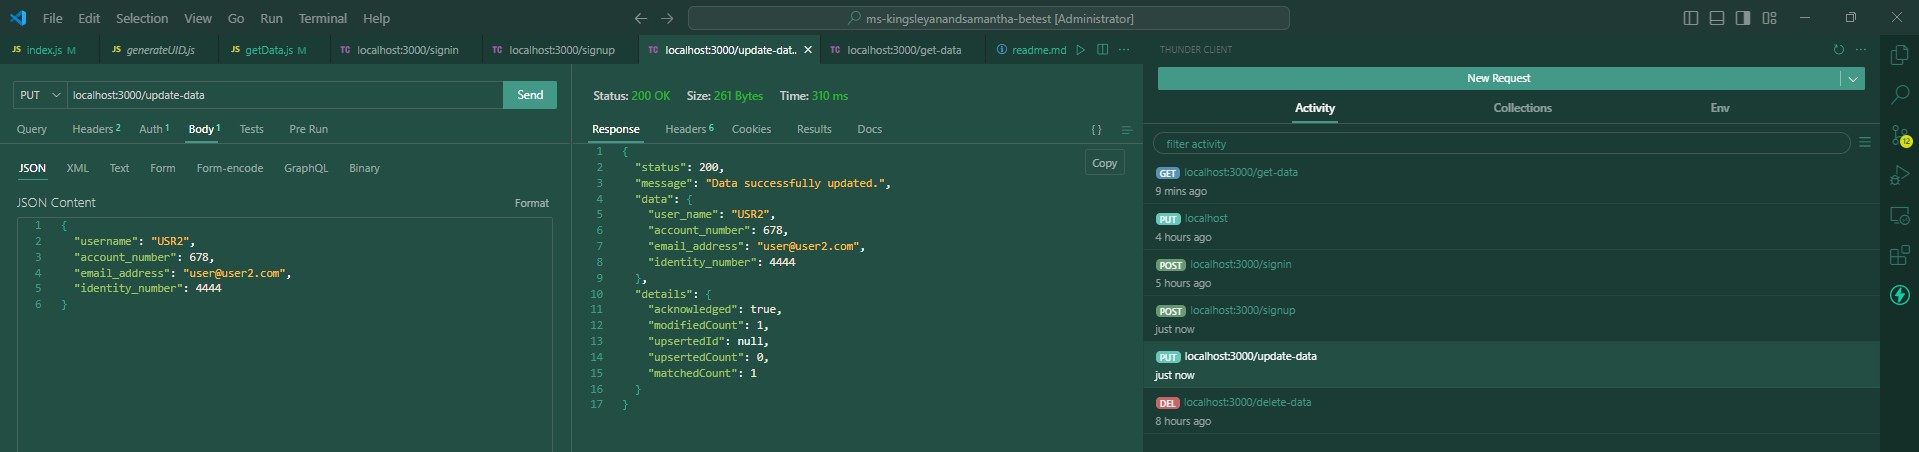 File Edit Selection View Go Run Terminal Help
ms-kingsleyanandsamantha-betest [Administrator]
JS index.js M
JS generateUID.js
JS getData.js M
TC localhost:3000/signin
TC localhost:3000/signup
TC localhost:3000/update-dat..
TC localhost:3000/get-data
readme.md
PUT localhost:3000/update-data Send
Query Headers 2 Auth 1 Body 1 Tests Pre Run
JSON XML Text Form Form-encode GraphQL Binary
JSON Content Format
1 {
2 "username": "USR2",
3 "account_number": 678,
4 "email_address": "user@user2.com",
5 "identity_number": 4444
6 }
Status: 200 OK Size: 261 Bytes Time: 310 ms
Response Headers 6 Cookies Results Docs { }
Copy
1 {
2 "status": 200,
3 "message": "Data successfully updated.",
4 "data": {
5 "user_name": "USR2",
6 "account_number": 678,
7 "email_address": "user@user2.com",
8 "identity_number": 4444
9 },
10 "details": {
11 "acknowledged": true,
12 "modifiedCount": 1,
13 "upsertedId": null,
14 "upsertedCount": 0,
15 "matchedCount": 1
16 }
17 }
THUNDER CLIENT
New Request
Activity Collections Env
filter activity
GET localhost:3000/get-data
9 mins ago
PUT localhost
4 hours ago
POST localhost:3000/signin
5 hours ago
POST localhost:3000/signup
just now
PUT localhost:3000/update-data
just now
DEL localhost:3000/delete-data
8 hours ago
12